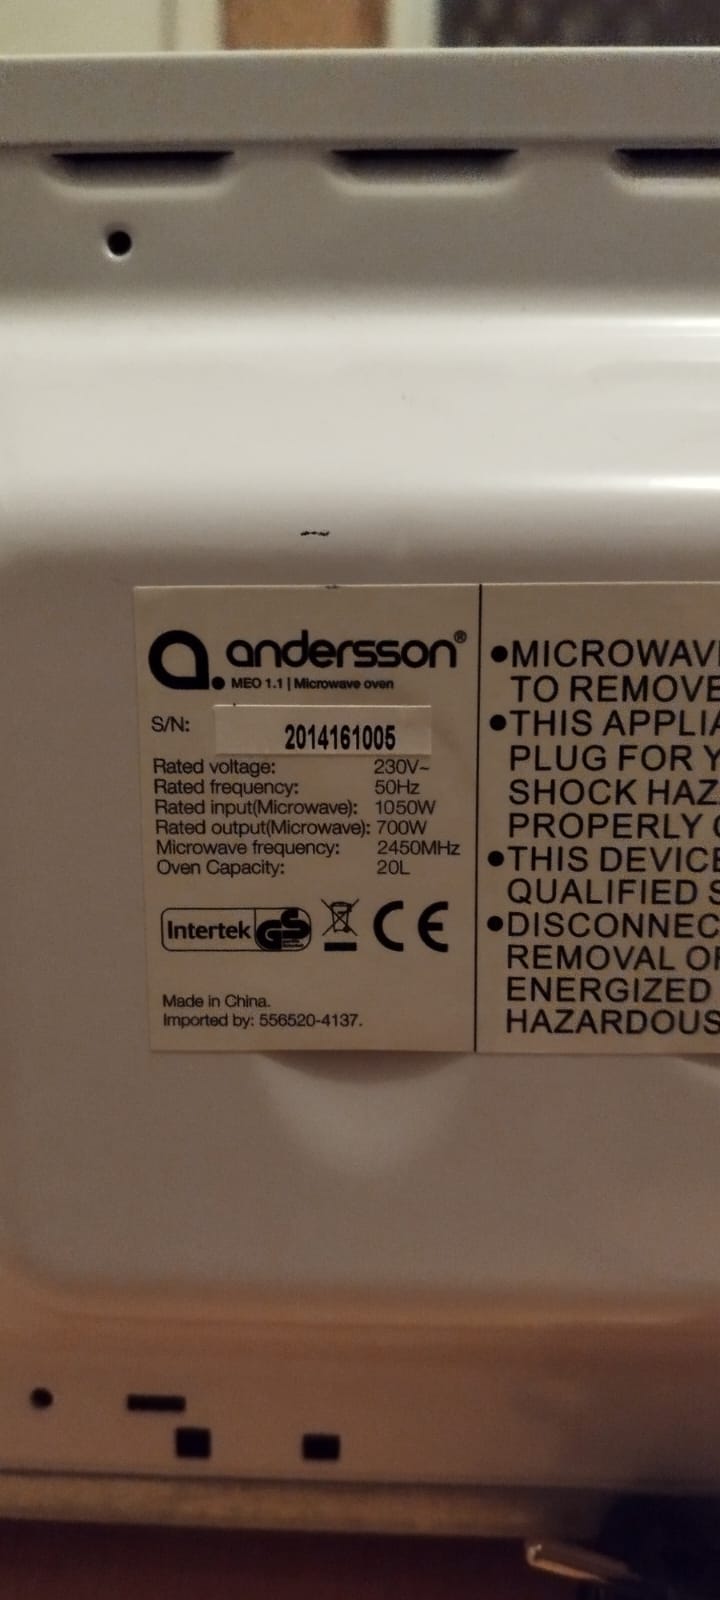 andersson®
MEO 1.1 | Microwave oven
S/N: 2014161005
Rated voltage: 230V~
Rated frequency: 50Hz
Rated input(Microwave): 1050W
Rated output(Microwave): 700W
Microwave frequency: 2450MHz
Oven Capacity: 20L
Intertek GS
CE
Made in China.
Imported by: 556520-4137.
●MICROWAV
TO REMOVE
●THIS APPLIA
PLUG FOR Y
SHOCK HAZ
PROPERLY
●THIS DEVICE
QUALIFIED S
●DISCONNEC
REMOVAL O
ENERGIZED
HAZARDOUS